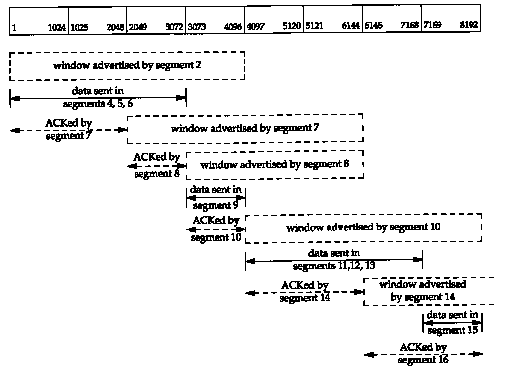 1 1024 1025 2048 2049 3072 3073 4096 4097 5120 5121 6144 6145 7168 7169 8192
window advertised by segment 2
data sent in
segments 4, 5, 6
ACKed by
segment 7
window advertised by segment 7
ACKed by
segment 8
window advertised by segment 8
data sent in
segment 9
ACKed by
segment 10
window advertised by segment 10
data sent in
segments 11,12, 13
ACKed by
segment 14
window advertised
by segment 14
data sent in
segment 15
ACKed by
segment 16